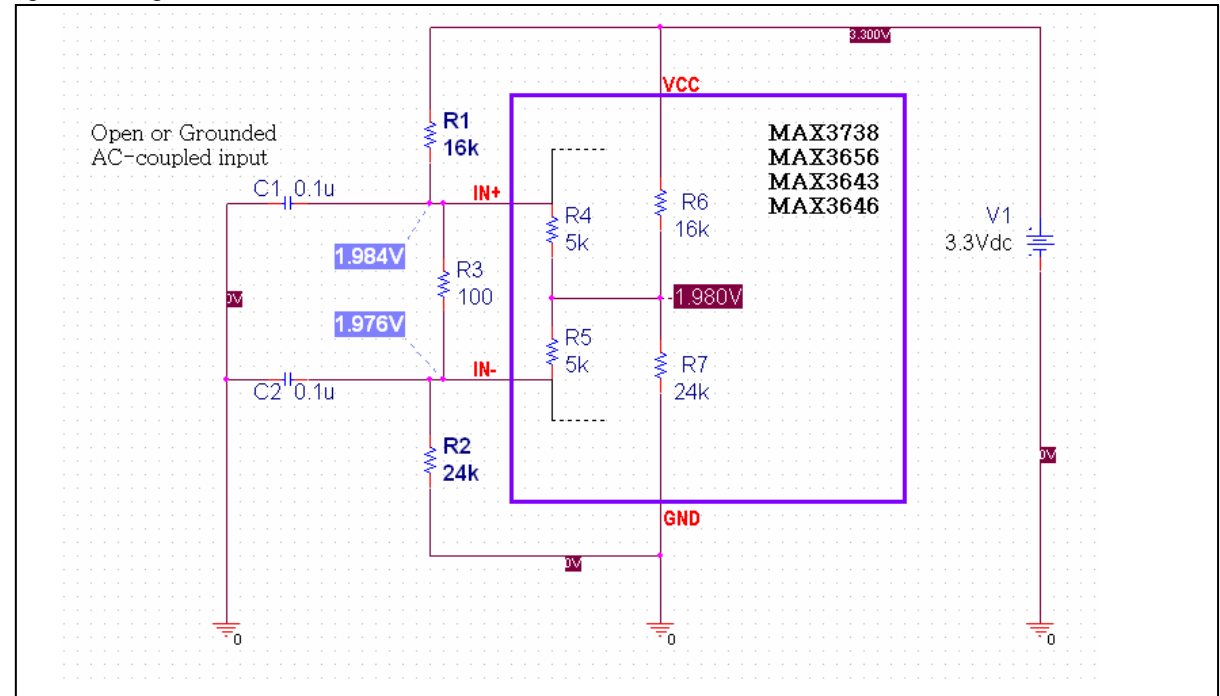 3.300V
VCC
R1
16k
MAX3738
MAX3656
MAX3643
MAX3646
Open or Grounded
AC-coupled input
C1 0.1u
IN+
R4
5k
R6
16k
V1
3.3Vdc
1.984V
R3
100
0V
1.980V
1.976V
R5
5k
R7
24k
IN-
C2 0.1u
R2
24k
0V
GND
0V
0
0
0